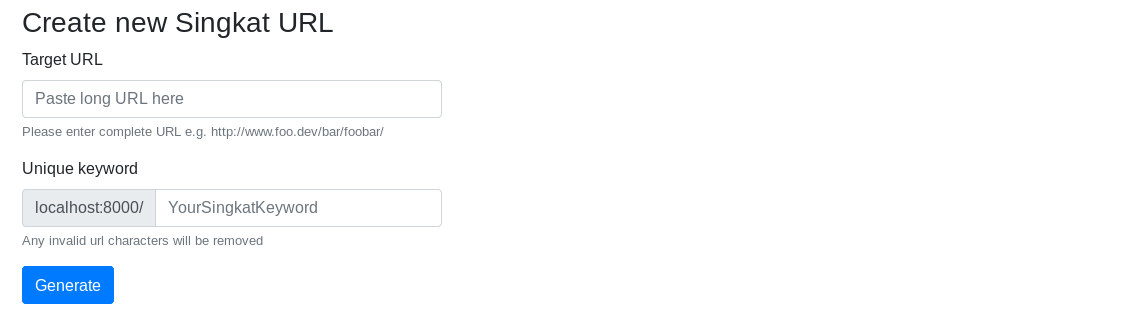 Create new Singkat URL
Target URL
Paste long URL here
Please enter complete URL e.g. http://www.foo.dev/bar/foobar/
Unique keyword
localhost:8000/ YourSingkatKeyword
Any invalid url characters will be removed
Generate